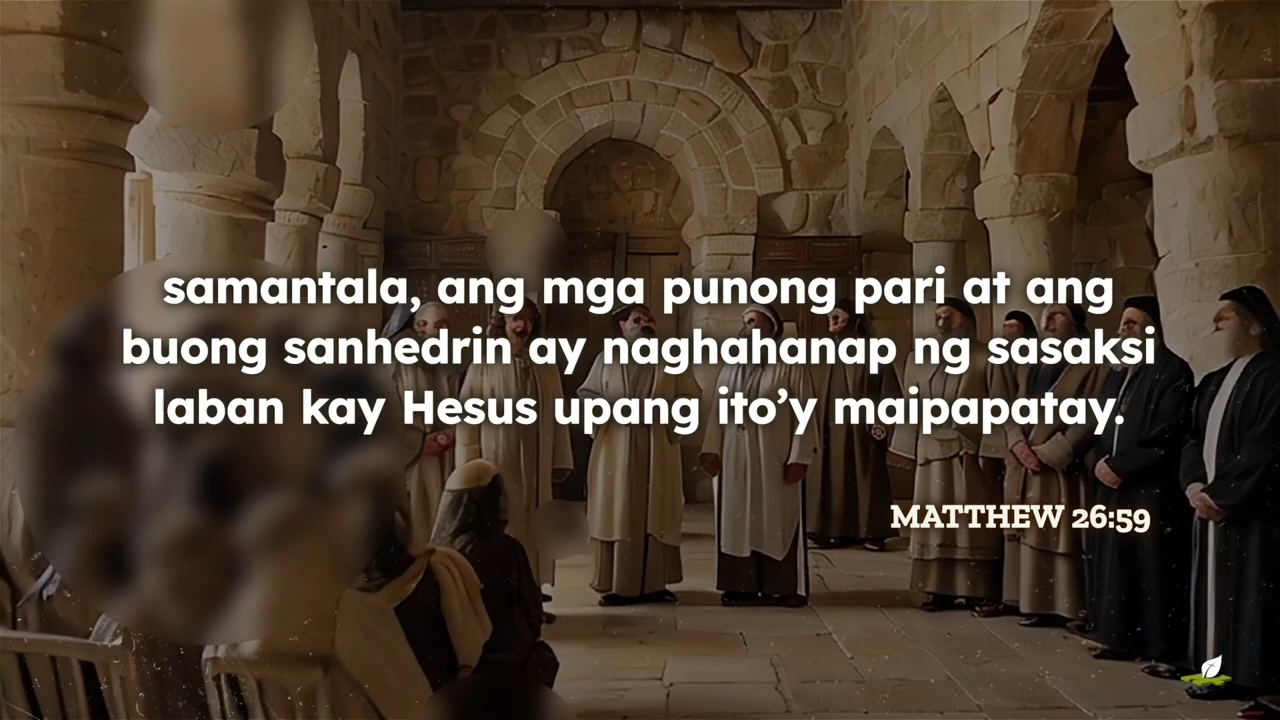 samantala, ang mga punong pari at ang
buong sanhedrin ay naghahanap ng sasaksi
laban kay Hesus upang ito’y maipapatay.
MATTHEW 26:59